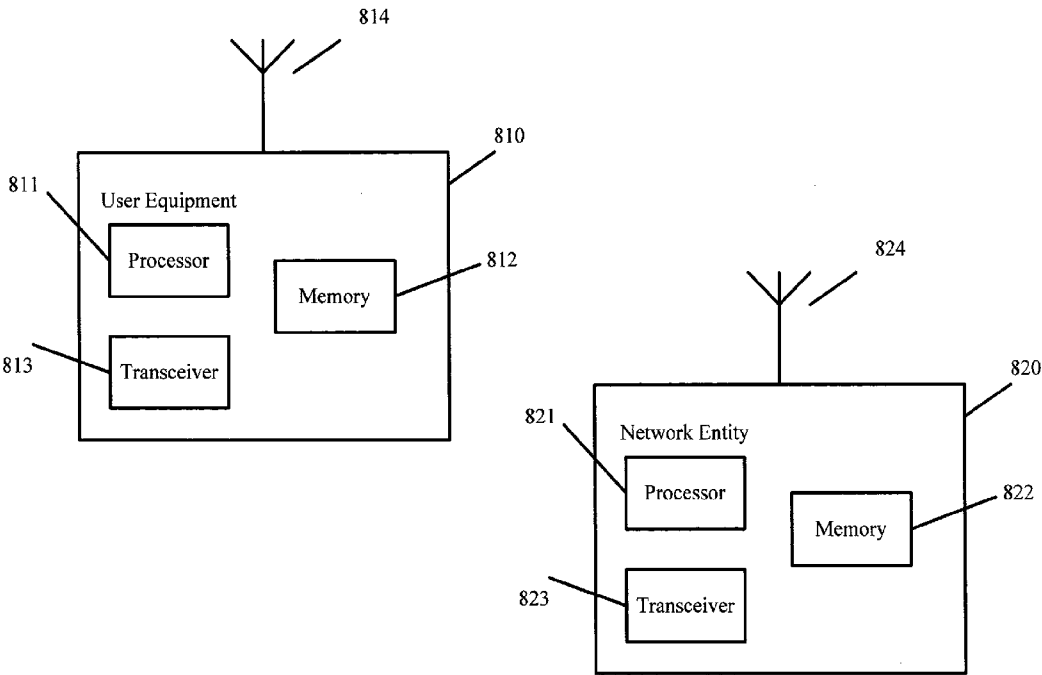 814
810
811
User Equipment
Processor
812
Memory
813
Transceiver
824
820
821
Network Entity
Processor
822
Memory
823
Transceiver